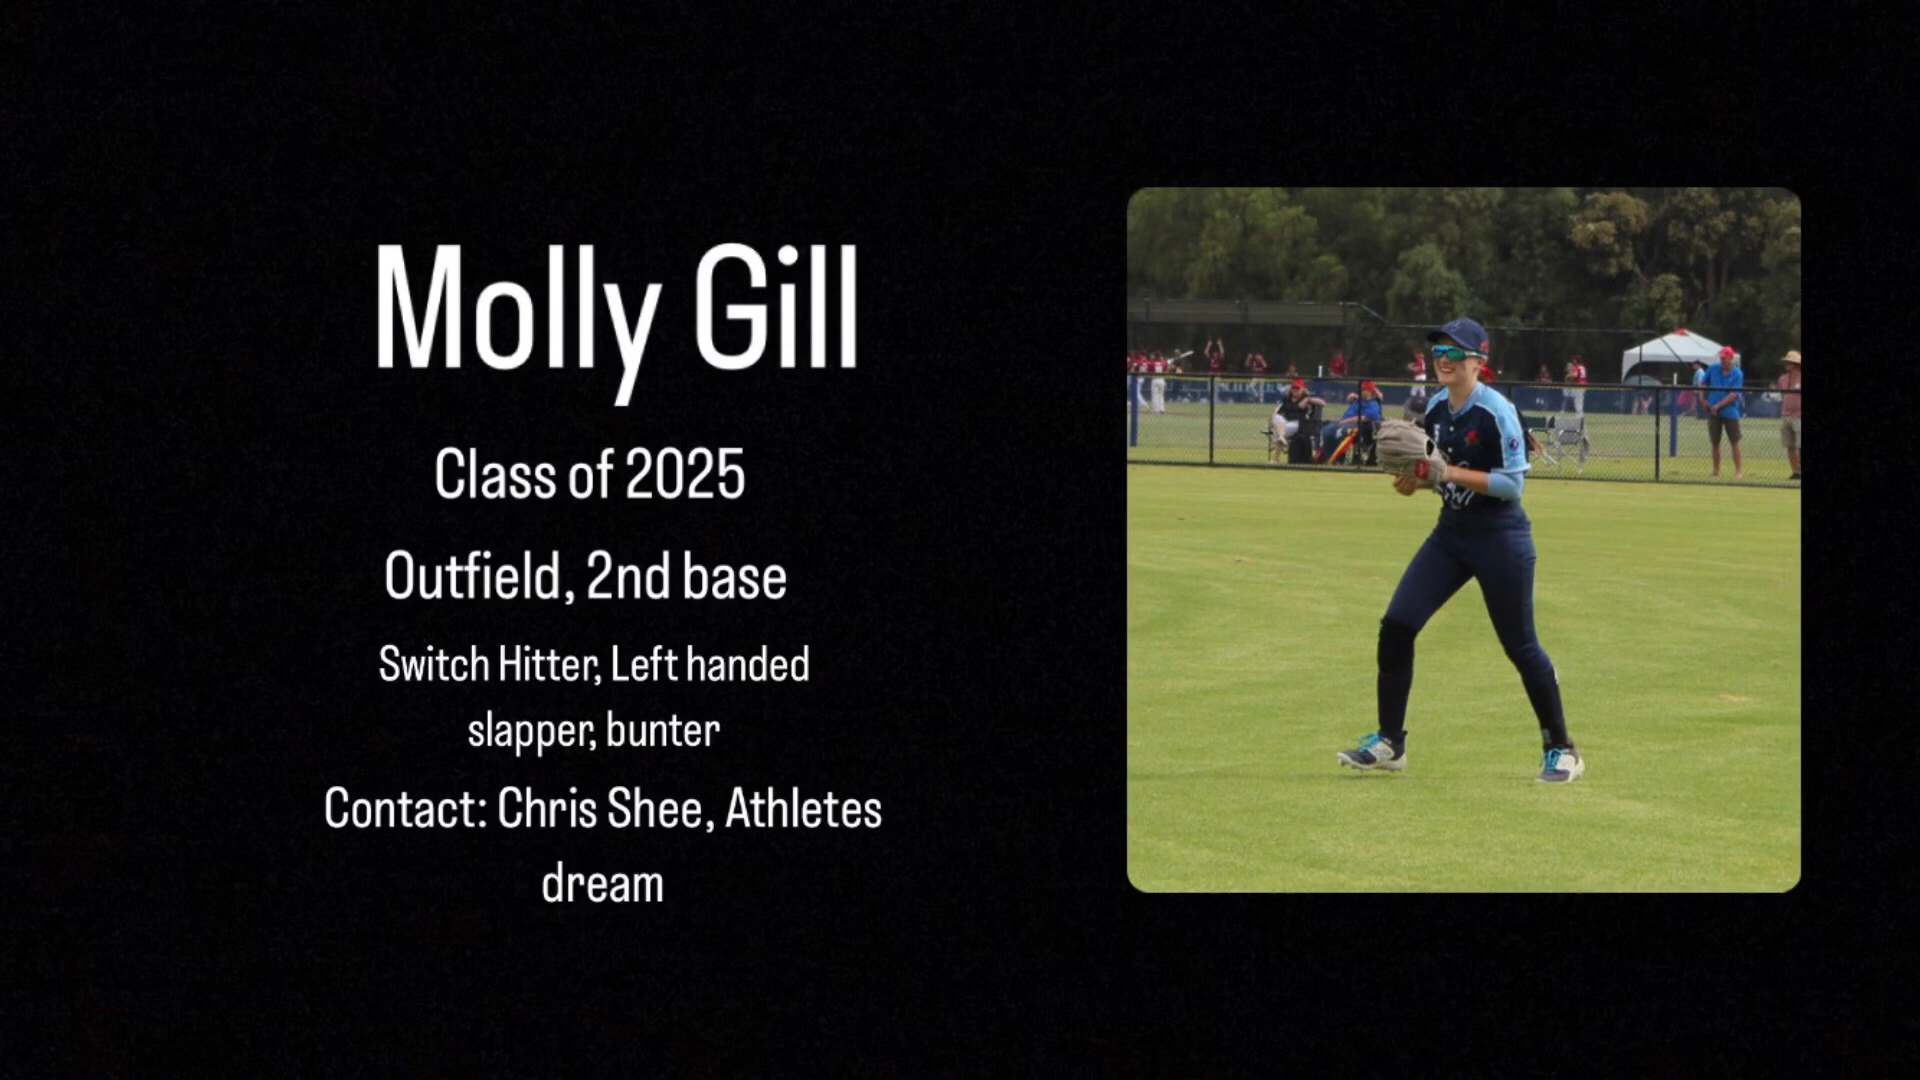 Molly Gill
Class of 2025
Outfield, 2nd base
Switch Hitter, Left handed
slapper, bunter
Contact: Chris Shee, Athletes
dream